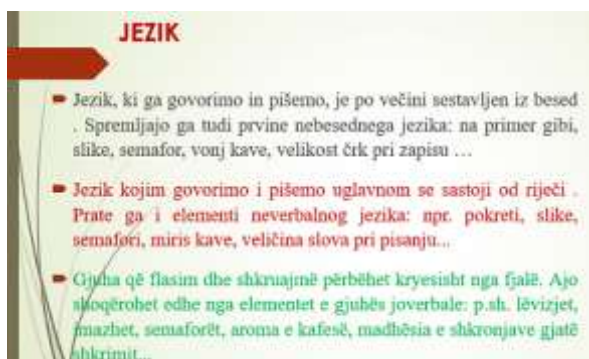 JEZIK
Jezik, ki ga govorimo in pišemo, je po večini sestavljen iz besed
. Spremljajo ga tudi prvine nebesednega jezika: na primer gibi,
slike, semafor, vonj kave, velikost črk pri zapisu …
Jezik kojim govorimo i pišemo uglavnom se sastoji od riječi .
Prate ga i elementi neverbalnog jezika: npr. pokreti, slike,
semafori, miris kave, veličina slova pri pisanju...
Gjuha që flasim dhe shkruajmë përbëhet kryesisht nga fjalë. Ajo
shoqërohet edhe nga elementet e gjuhës joverbale: p.sh. lëvizjet,
imazhet, semaforët, aroma e kafesë, madhësia e shkronjave gjatë
shkrimit...